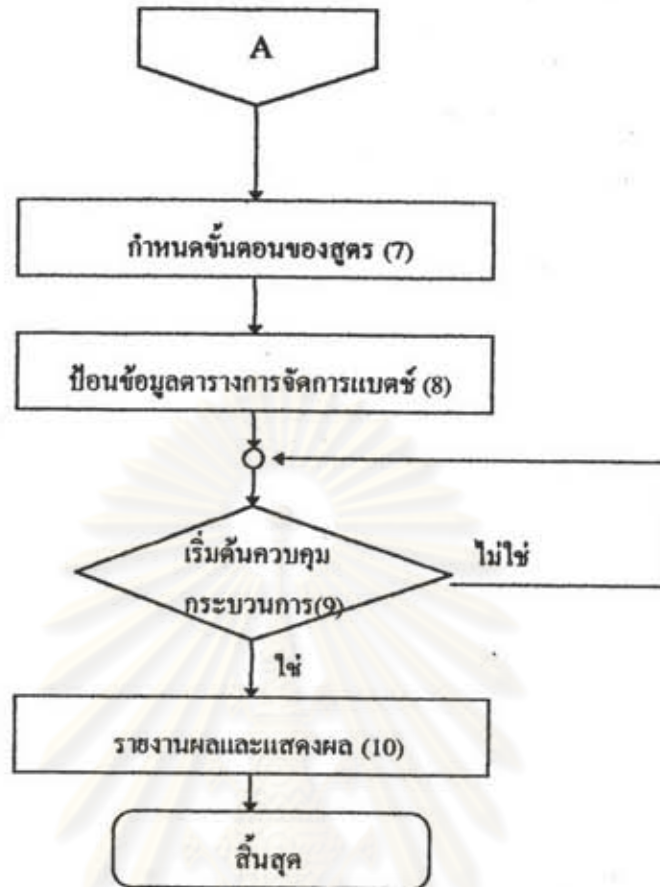 A
กำหนดขั้นตอนของสูตร (7)
ป้อนข้อมูลตารางการจัดการแบตช์ (8)
เริ่มต้นควบคุม
ไม่ใช่
กระบวนการ(9)
ใช่
รายงานผลและแสดงผล (10)
สิ้นสุด